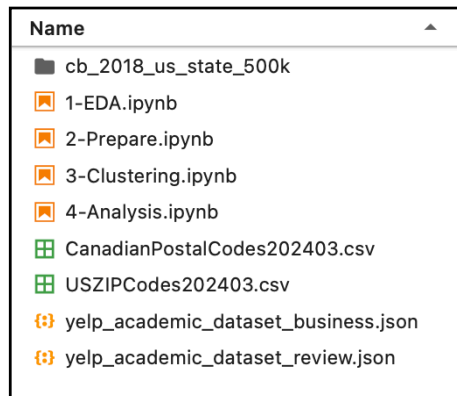 Name
cb_2018_us_state_500k
1-EDA.ipynb
2-Prepare.ipynb
3-Clustering.ipynb
4-Analysis.ipynb
CanadianPostalCodes202403.csv
USZIPCodes202403.csv
yelp_academic_dataset_business.json
yelp_academic_dataset_review.json